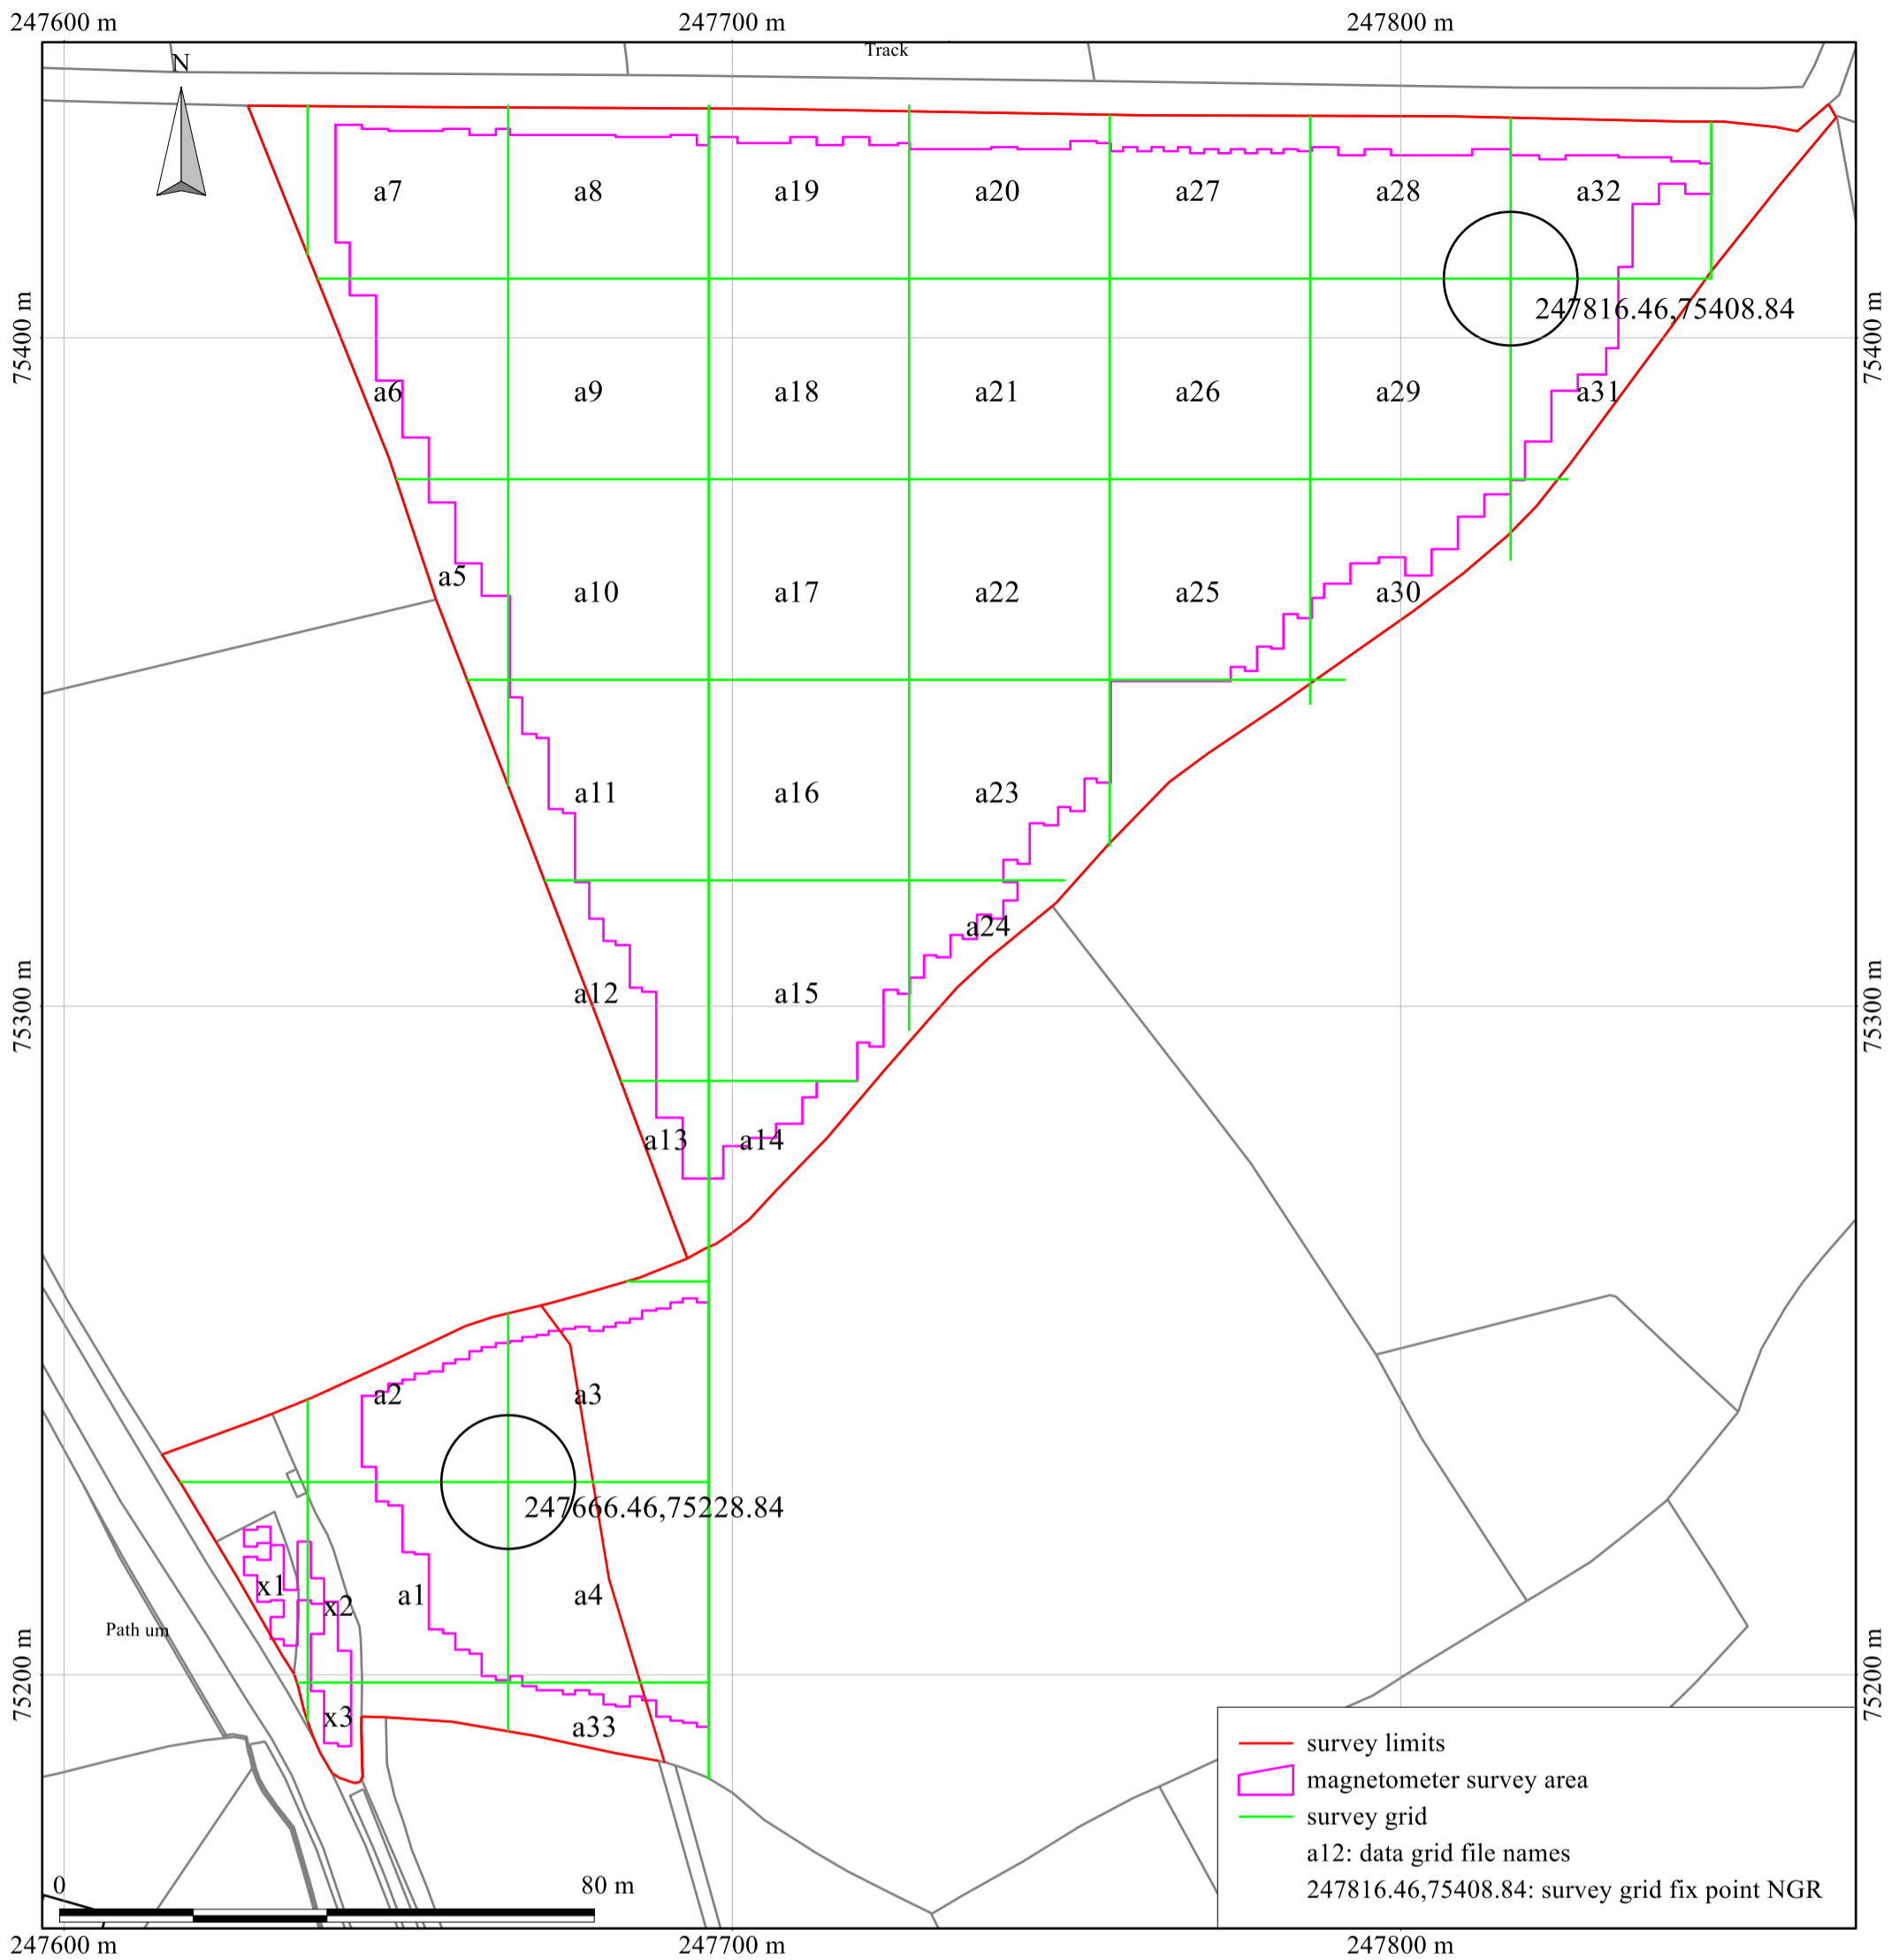 247600 m
247700 m
247800 m
Track
N
a7
a8
a19
a20
a27
a28
a32
247816.46,75408.84
75400 m
75400 m
a6
a9
a18
a21
a26
a29
a31
a5
a10
a17
a22
a25
a30
a11
a16
a23
a24
a12
a15
75300 m
75300 m
a13
a14
a2
a3
247666.46,75228.84
x1
x2
a1
a4
Path um
75200 m
75200 m
x3
a33
survey limits
magnetometer survey area
survey grid
a12: data grid file names
247816.46,75408.84: survey grid fix point NGR
0
80 m
247600 m
247700 m
247800 m